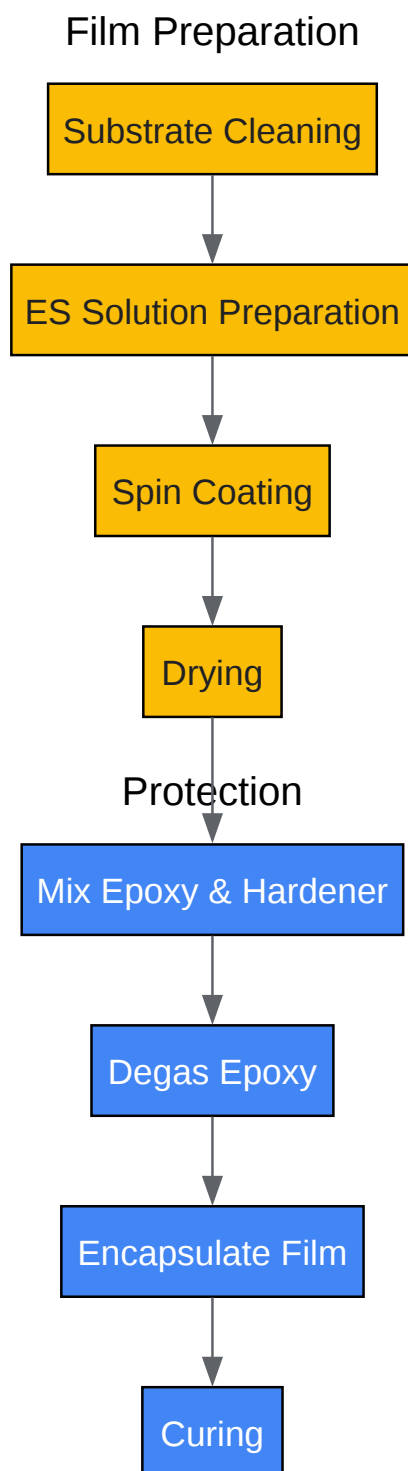 Film Preparation
Substrate Cleaning
ES Solution Preparation
Spin Coating
Drying
Protection
Mix Epoxy & Hardener
Degas Epoxy
Encapsulate Film
Curing